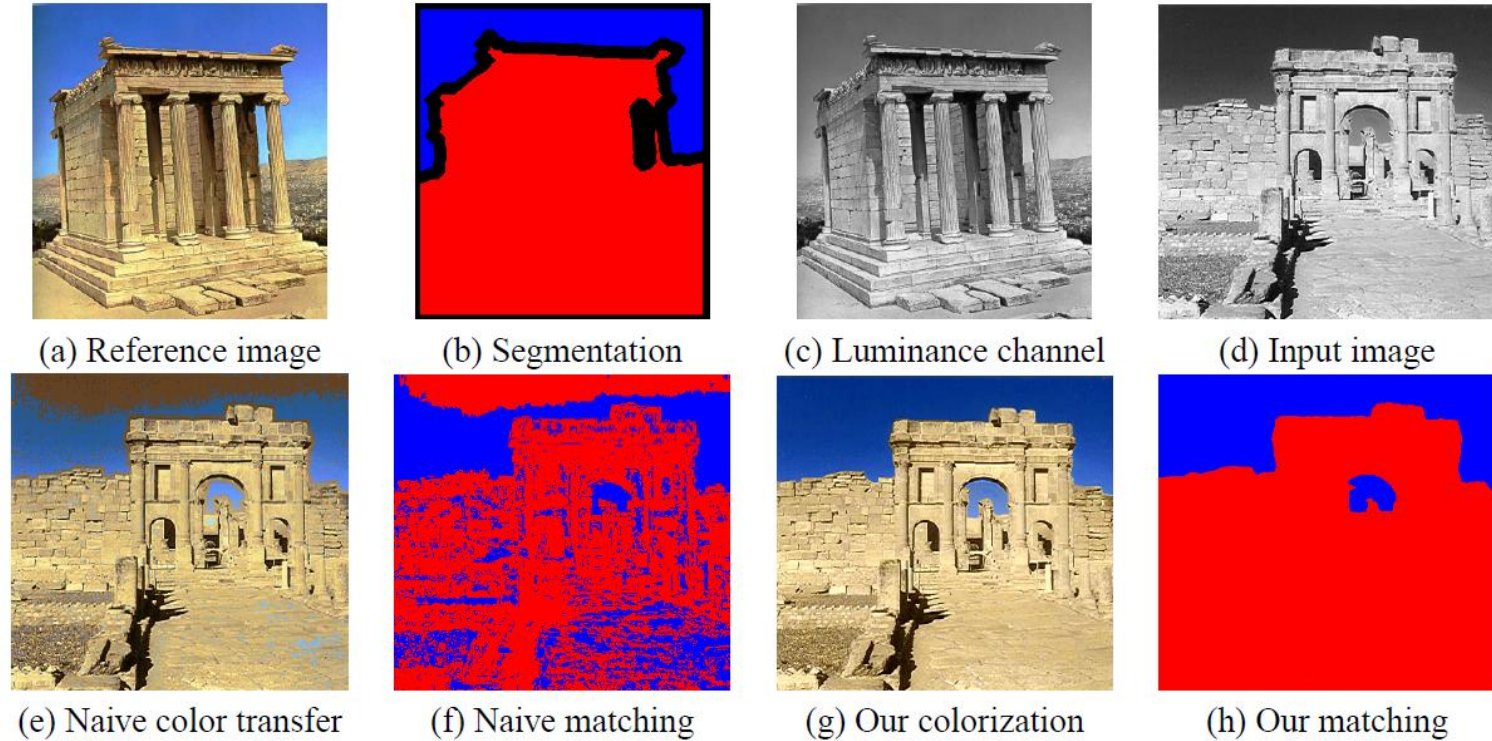 (a) Reference image
(b) Segmentation
(c) Luminance channel
(d) Input image
(e) Naive color transfer
(f) Naive matching
(g) Our colorization
(h) Our matching